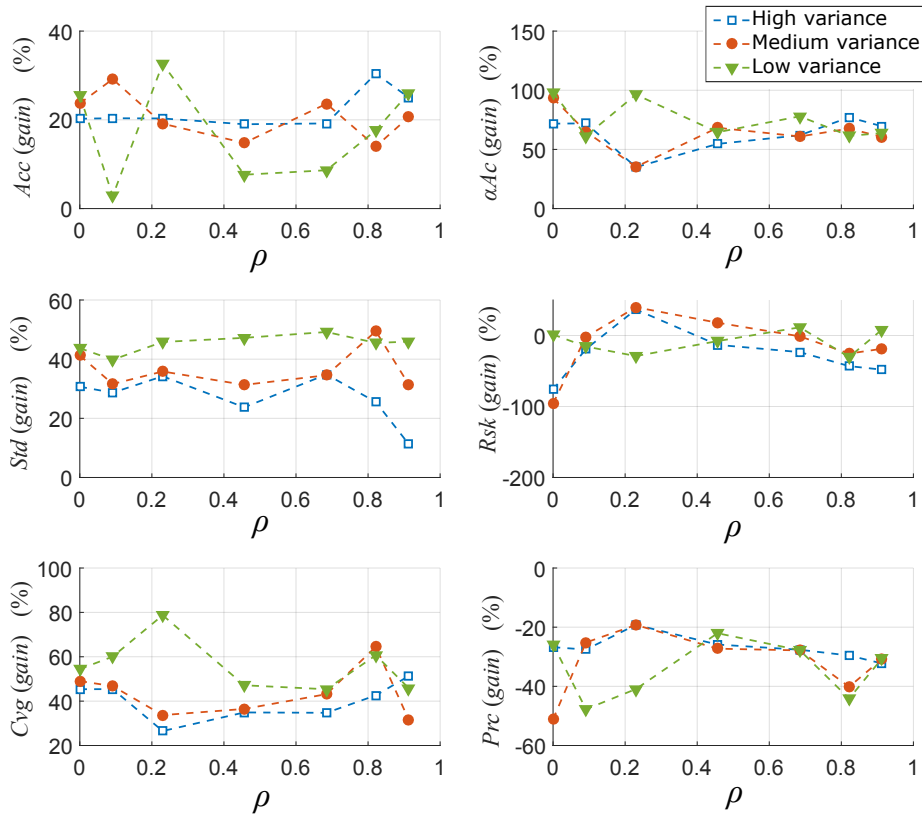 High variance
Medium variance
Low variance
Acc (gain) (%)
40
20
0
0 0.2 0.4 0.6 0.8 1
ρ
αAc (gain) (%)
150
100
50
0
0 0.2 0.4 0.6 0.8 1
ρ
Std (gain) (%)
60
40
20
0
0 0.2 0.4 0.6 0.8 1
ρ
Rsk (gain) (%)
0
-100
-200
0 0.2 0.4 0.6 0.8 1
ρ
Cvg (gain) (%)
100
80
60
40
20
0 0.2 0.4 0.6 0.8 1
ρ
Prc (gain) (%)
0
-20
-40
-60
0 0.2 0.4 0.6 0.8 1
ρ